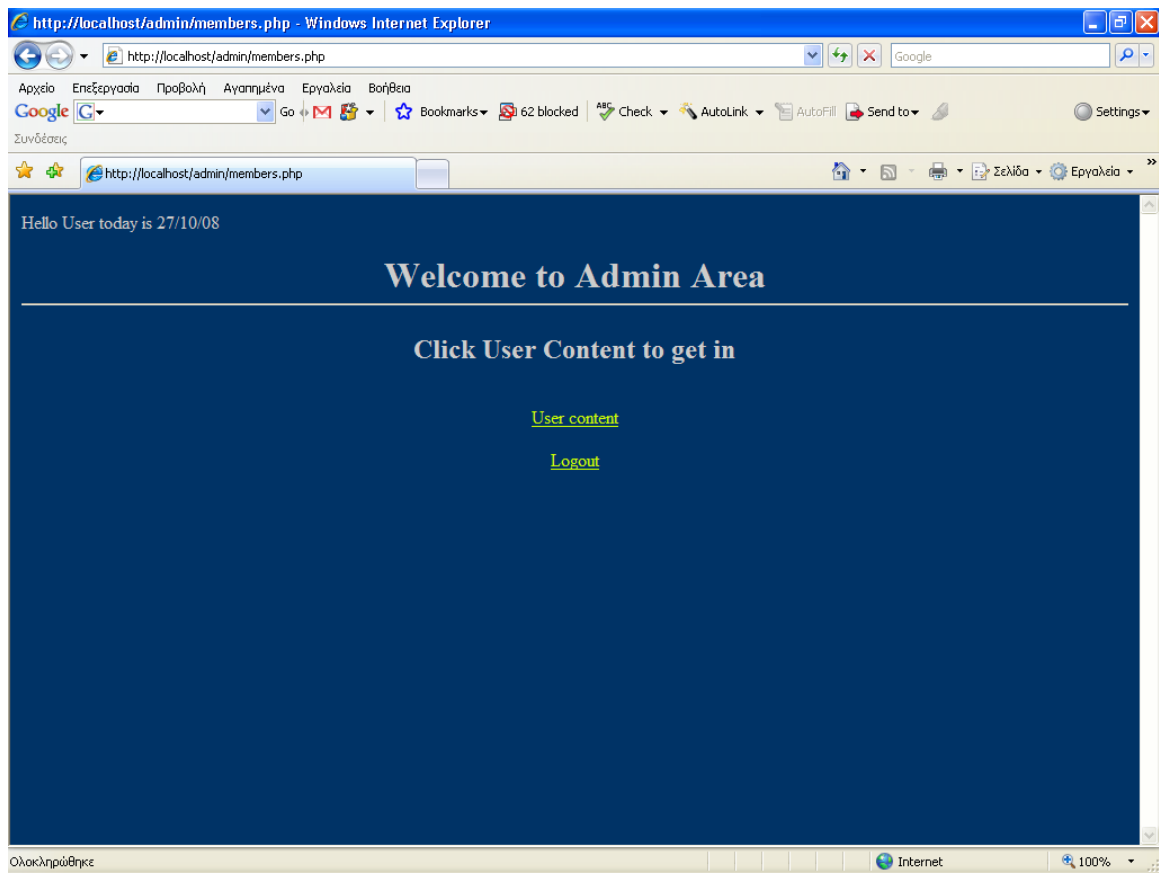 http://localhost/admin/members.php - Windows Internet Explorer
http://localhost/admin/members.php
Google
Αρχείο Επεξεργασία Προβολή Αγαπημένα Εργαλεία Βοήθεια
Google G Go Bookmarks 62 blocked ABC Check AutoLink AutoFill Send to Settings
Συνδέσεις
http://localhost/admin/members.php Σελίδα Εργαλεία »
Hello User today is 27/10/08
Welcome to Admin Area
Click User Content to get in
User content
Logout
Ολοκληρώθηκε Internet 100%